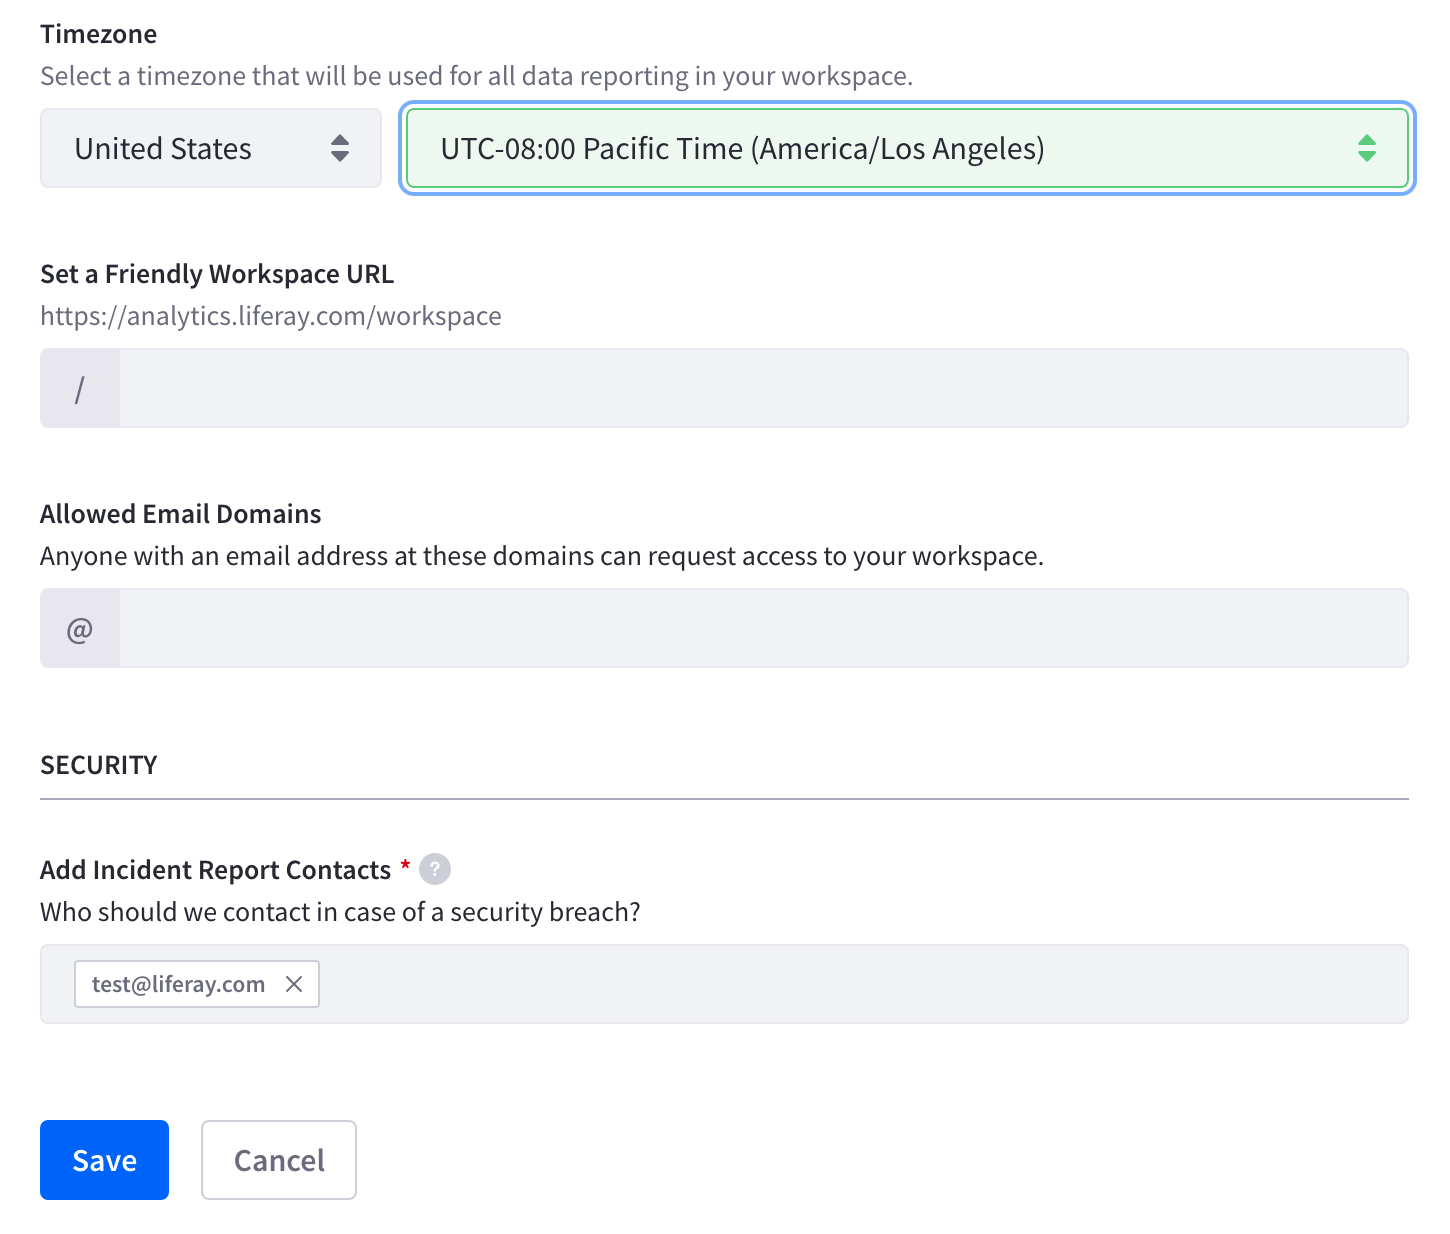 Timezone
Select a timezone that will be used for all data reporting in your workspace.
United States
UTC-08:00 Pacific Time (America/Los Angeles)
Set a Friendly Workspace URL
https://analytics.liferay.com/workspace
/
Allowed Email Domains
Anyone with an email address at these domains can request access to your workspace.
@
SECURITY
Add Incident Report Contacts * ?
Who should we contact in case of a security breach?
test@liferay.com
Save Cancel